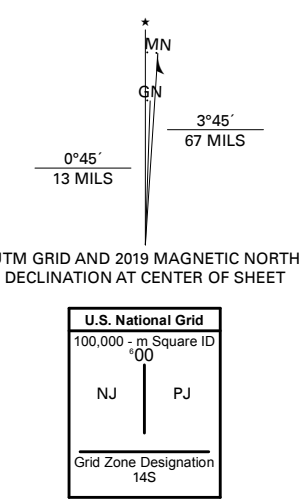 ★
MN
GN
3°45´
67 MILS
0°45´
13 MILS
UTM GRID AND 2019 MAGNETIC NORTH
DECLINATION AT CENTER OF SHEET
U.S. National Grid
100,000 - m Square ID
⁶00
NJ PJ
Grid Zone Designation
14S